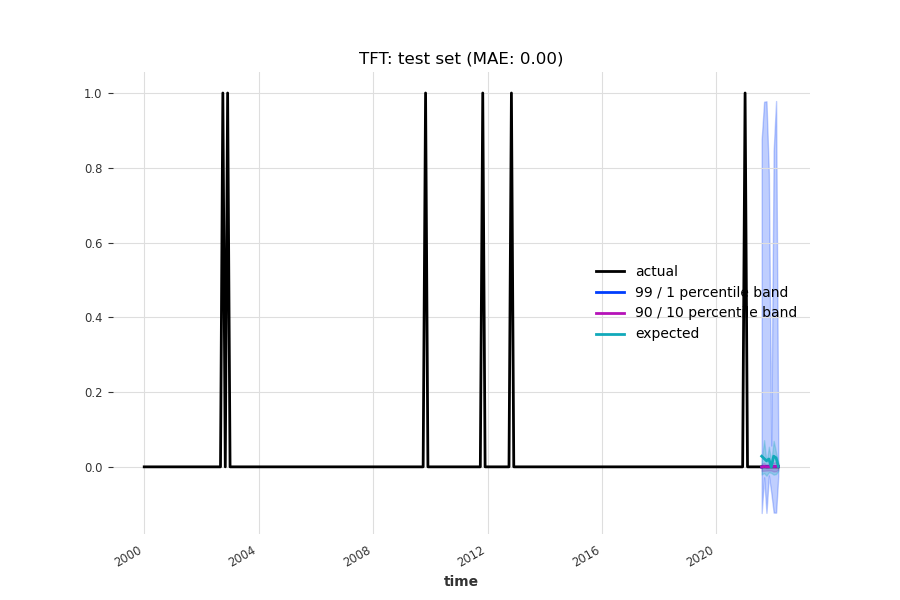 TFT: test set (MAE: 0.00)
1.0
0.8
0.6
0.4
0.2
0.0
actual
99 / 1 percentile band
90 / 10 percentile band
expected
2000
2004
2008
2012
2016
2020
time